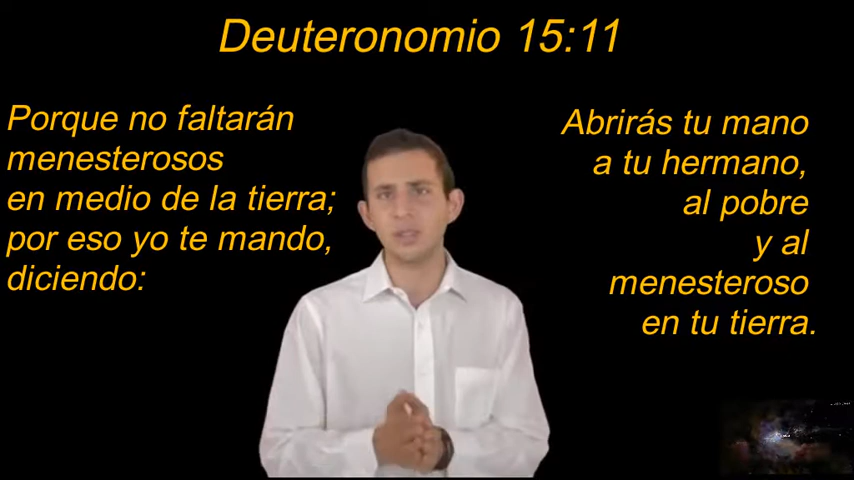 Deuteronomio 15:11
Porque no faltarán
menesterosos
en medio de la tierra;
por eso yo te mando,
diciendo:
Abrirás tu mano
a tu hermano,
al pobre
y al
menesteroso
en tu tierra.